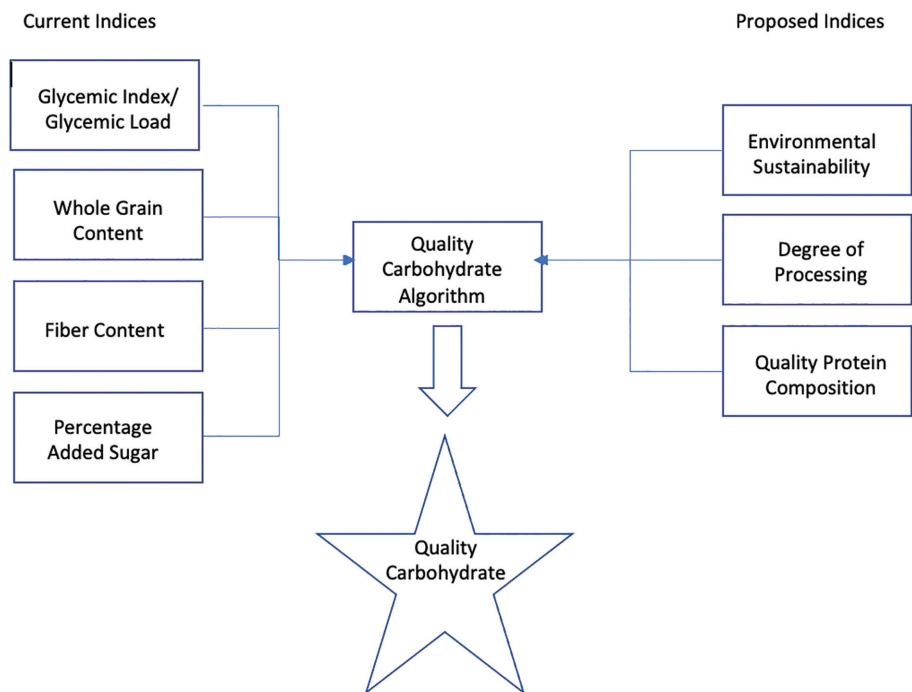 Current Indices
Proposed Indices
Glycemic Index/
Glycemic Load
Whole Grain
Content
Fiber Content
Percentage
Added Sugar
Quality
Carbohydrate
Algorithm
Environmental
Sustainability
Degree of
Processing
Quality Protein
Composition
Quality
Carbohydrate